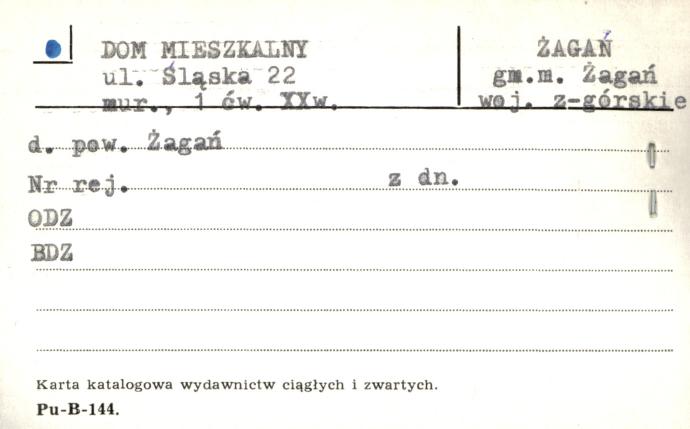 DOM MIESZKALNY
ul. Śląska 22
mur., 1 ćw. XXw.
ŻAGAŃ
gm.m. Żagań
woj. z-górskie
d. pow. Żagań
Nr rej. z dn.
ODZ
BDZ
Karta katalogowa wydawnictw ciągłych i zwartych.
Pu-B-144.